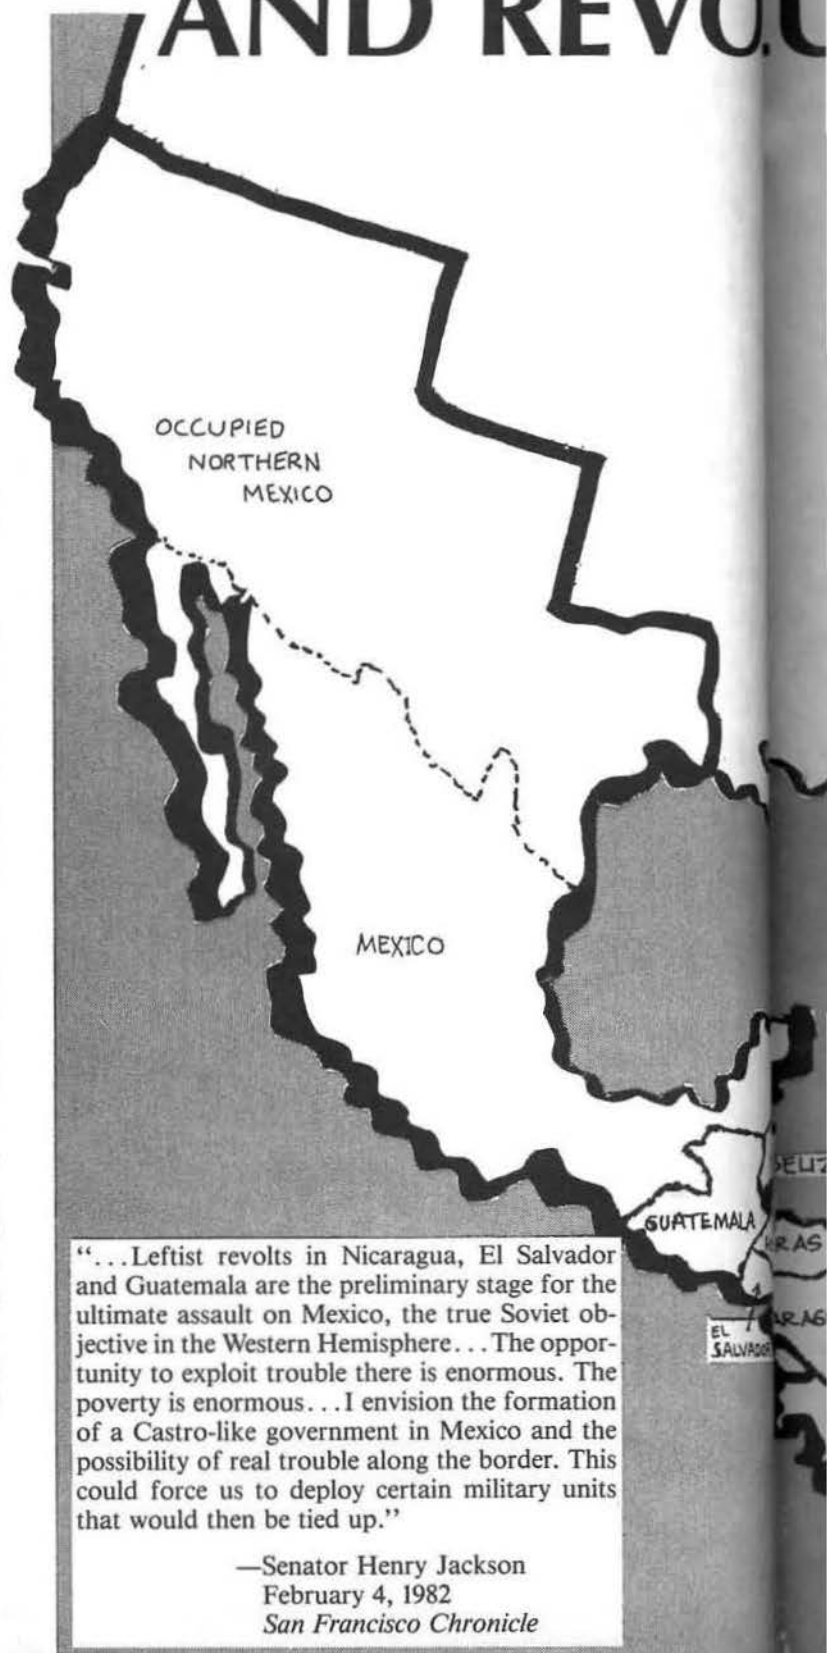 AND REVOLU
OCCUPIED
NORTHERN
MEXICO
MEXICO
BELIZ
GUATEMALA
RAS
ARAG
EL
SALVADOR
“...Leftist revolts in Nicaragua, El Salvador
and Guatemala are the preliminary stage for the
ultimate assault on Mexico, the true Soviet ob-
jective in the Western Hemisphere...The oppor-
tunity to exploit trouble there is enormous. The
poverty is enormous...I envision the formation
of a Castro-like government in Mexico and the
possibility of real trouble along the border. This
could force us to deploy certain military units
that would then be tied up.”
—Senator Henry Jackson
February 4, 1982
San Francisco Chronicle